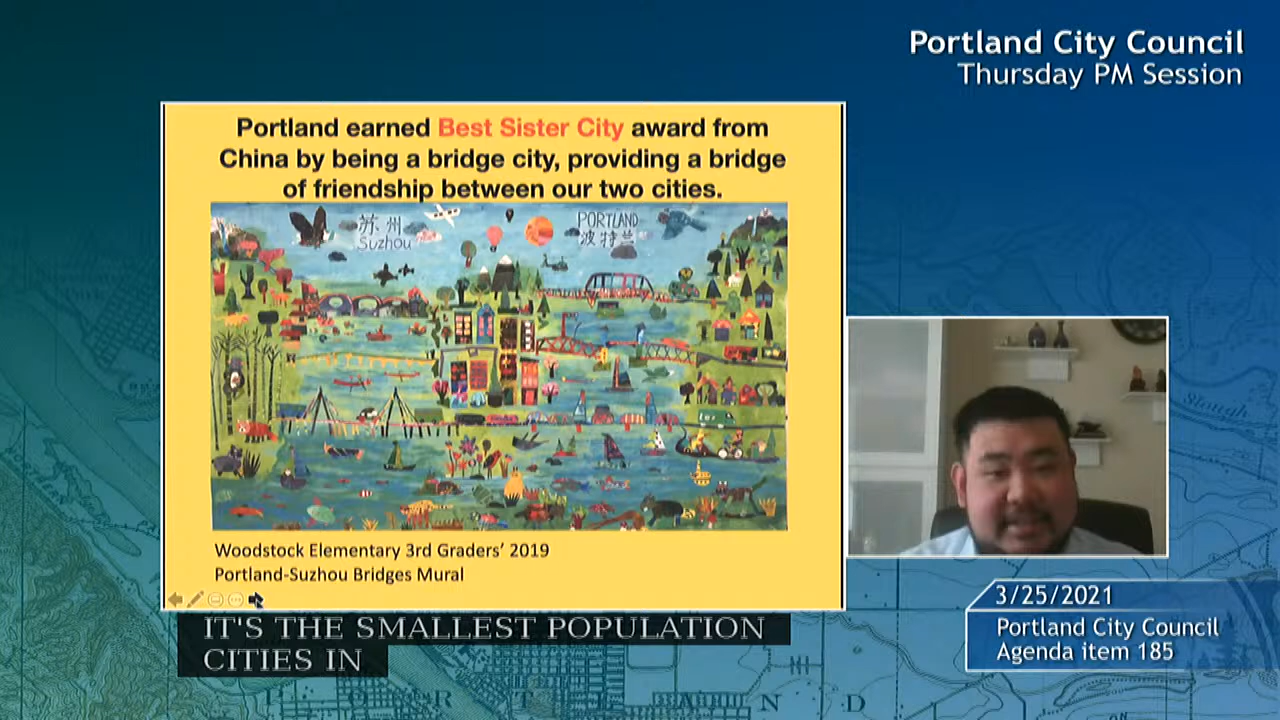 Portland City Council
Thursday PM Session
Portland earned Best Sister City award from
China by being a bridge city, providing a bridge
of friendship between our two cities.
苏州
Suzhou
PORTLAND
波特兰
Woodstock Elementary 3rd Graders’ 2019
Portland-Suzhou Bridges Mural
Slough
3/25/2021
Portland City Council
Agenda item 185
IT'S THE SMALLEST POPULATION
CITIES IN
P O R T L A N D